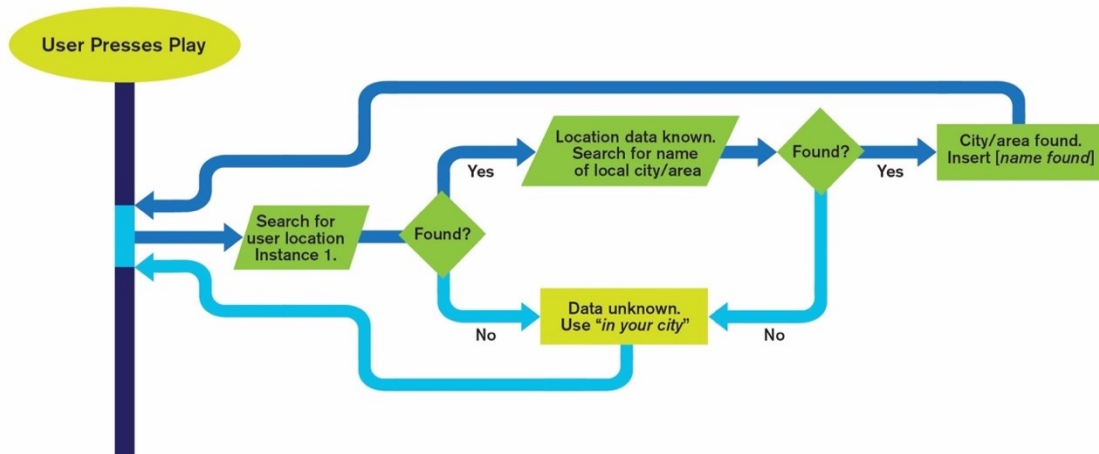 User Presses Play
Search for
user location
Instance 1.
Found?
Yes
Location data known.
Search for name
of local city/area
Found?
Yes
City/area found.
Insert [name found]
No
Data unknown.
Use “in your city”
No